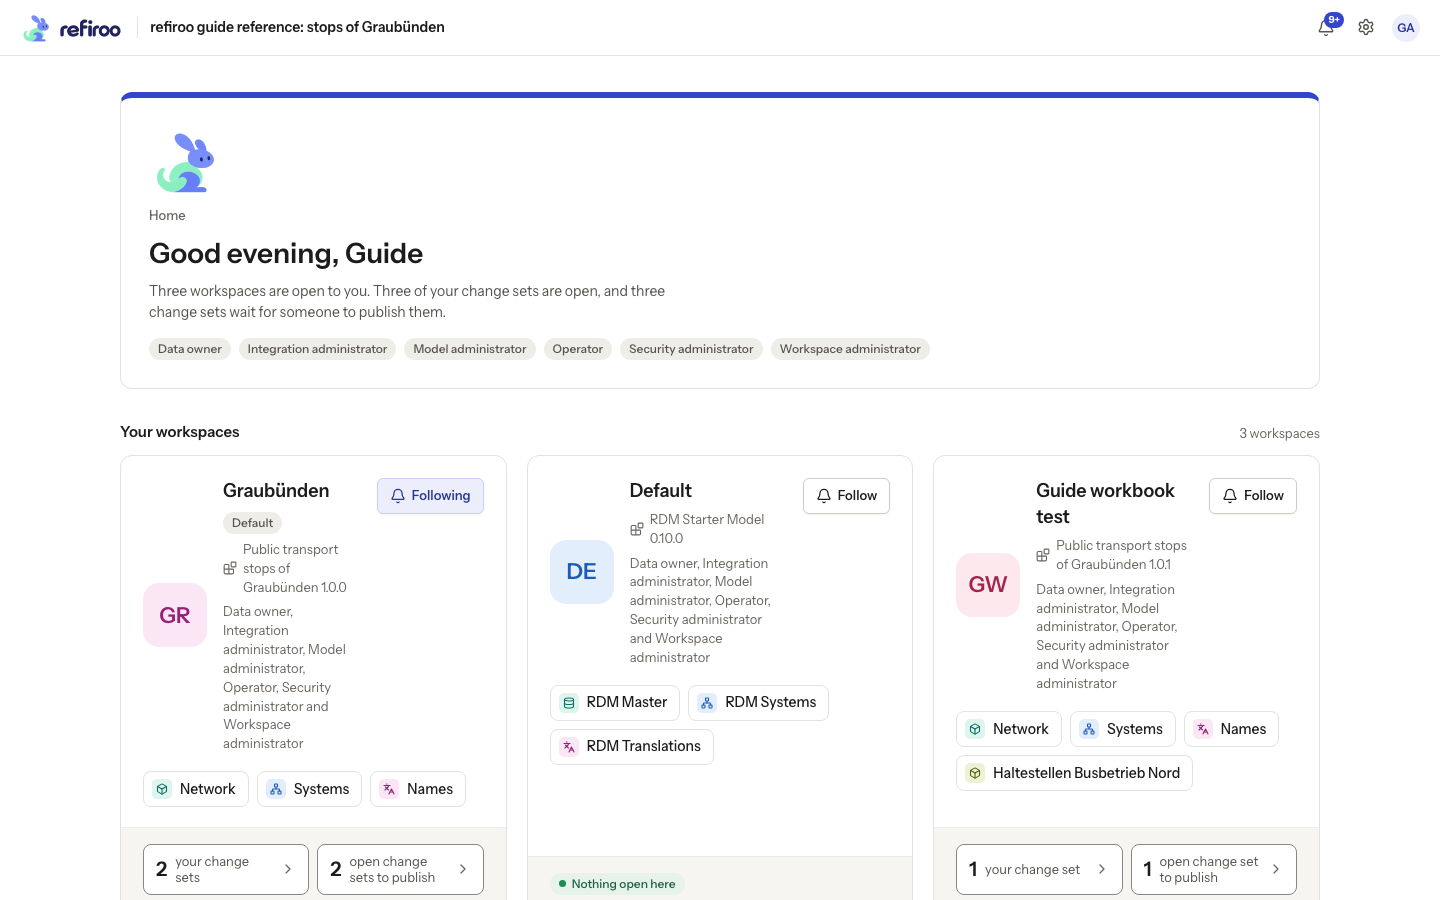 refiroo
refiroo guide reference: stops of Graubünden
9+
GA
Home
Good evening, Guide
Three workspaces are open to you. Three of your change sets are open, and three
change sets wait for someone to publish them.
Data owner
Integration administrator
Model administrator
Operator
Security administrator
Workspace administrator
Your workspaces
3 workspaces
GR
Graubünden
Following
Default
Public transport
stops of
Graubünden 1.0.0
Data owner,
Integration
administrator, Model
administrator,
Operator, Security
administrator and
Workspace
administrator
Network
Systems
Names
2 your change
sets
2 open change
sets to publish
DE
Default
Follow
RDM Starter Model
0.10.0
Data owner, Integration
administrator, Model
administrator, Operator,
Security administrator
and Workspace
administrator
RDM Master
RDM Systems
RDM Translations
Nothing open here
GW
Guide workbook
test
Follow
Public transport stops
of Graubünden 1.0.1
Data owner, Integration
administrator, Model
administrator, Operator,
Security administrator
and Workspace
administrator
Network
Systems
Names
Haltestellen Busbetrieb Nord
1 your change set
1 open change set
to publish